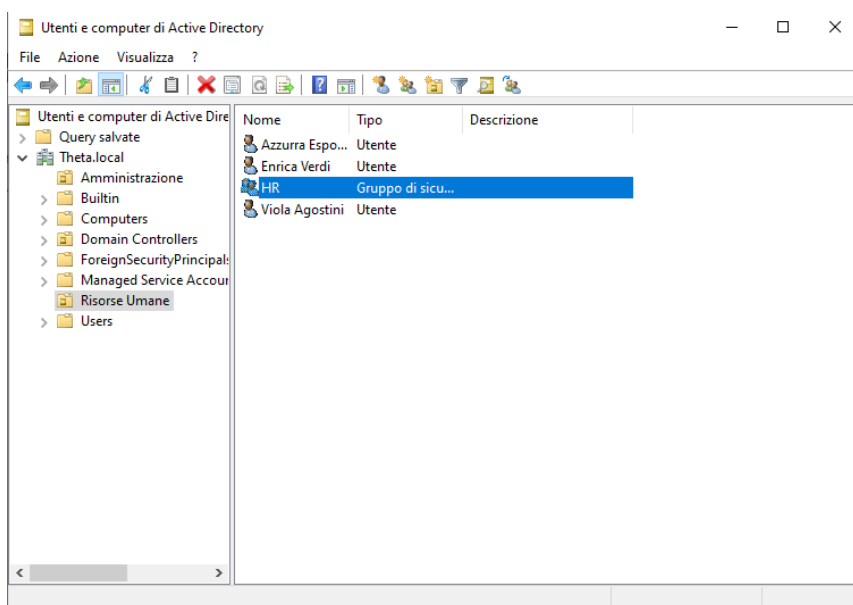 Utenti e computer di Active Directory
File Azione Visualizza ?
Utenti e computer di Active Dire
Query salvate
Theta.local
Amministrazione
Builtin
Computers
Domain Controllers
ForeignSecurityPrincipal
Managed Service Accour
Risorse Umane
Users
Nome Tipo Descrizione
Azzurra Espo... Utente
Enrica Verdi Utente
HR Gruppo di sicu...
Viola Agostini Utente